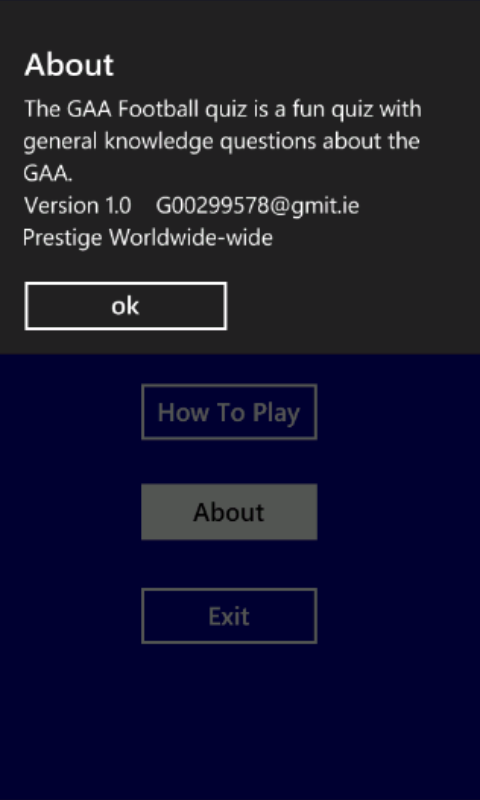 About
The GAA Football quiz is a fun quiz with
general knowledge questions about the
GAA.
Version 1.0    G00299578@gmit.ie
Prestige Worldwide-wide
ok
How To Play
About
Exit